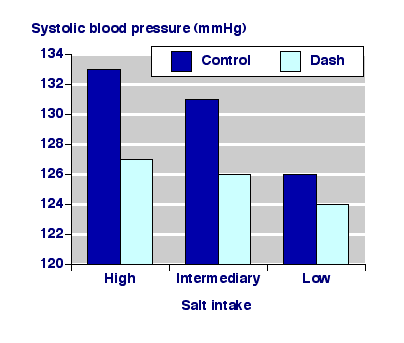 Systolic blood pressure (mmHg)
Control Dash
134
132
130
128
126
124
122
120
High Intermediary Low
Salt intake